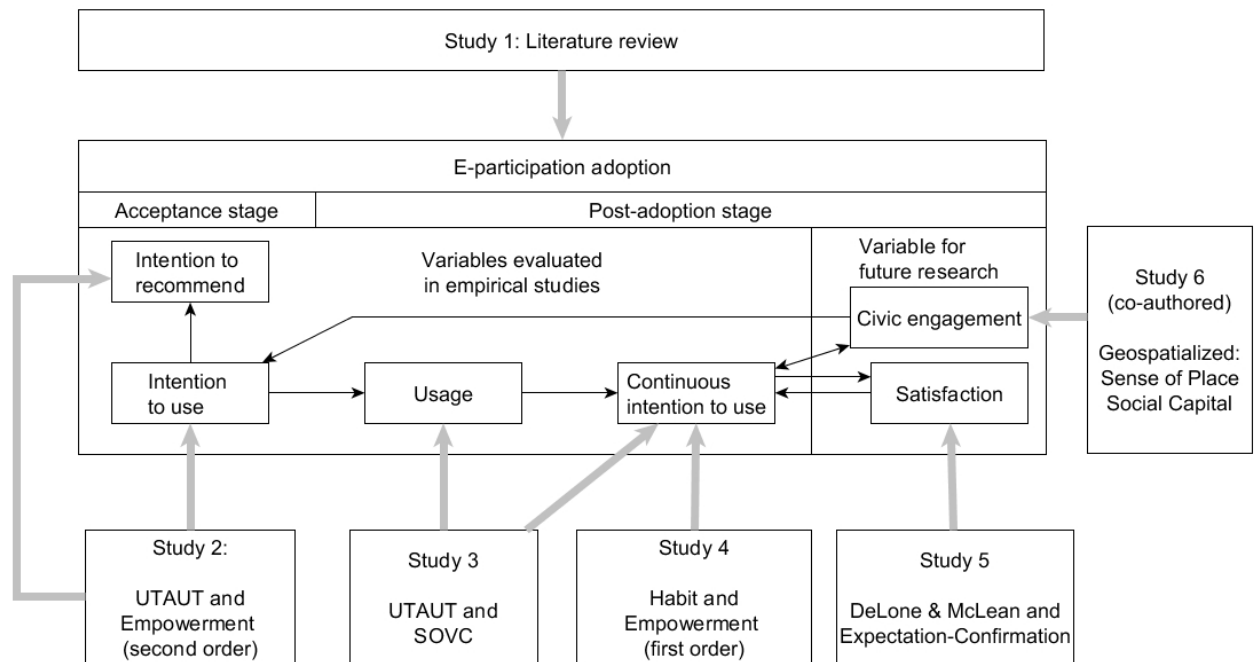 Study 1: Literature review
E-participation adoption
Acceptance stage
Post-adoption stage
Intention to
recommend
Variables evaluated
in empirical studies
Variable for
future research
Civic engagement
Intention
to use
Usage
Continuous
intention to use
Satisfaction
Study 6
(co-authored)
Geospatialized:
Sense of Place
Social Capital
Study 2:
UTAUT and
Empowerment
(second order)
Study 3
UTAUT and
SOVC
Study 4
Habit and
Empowerment
(first order)
Study 5
DeLone & McLean and
Expectation-Confirmation